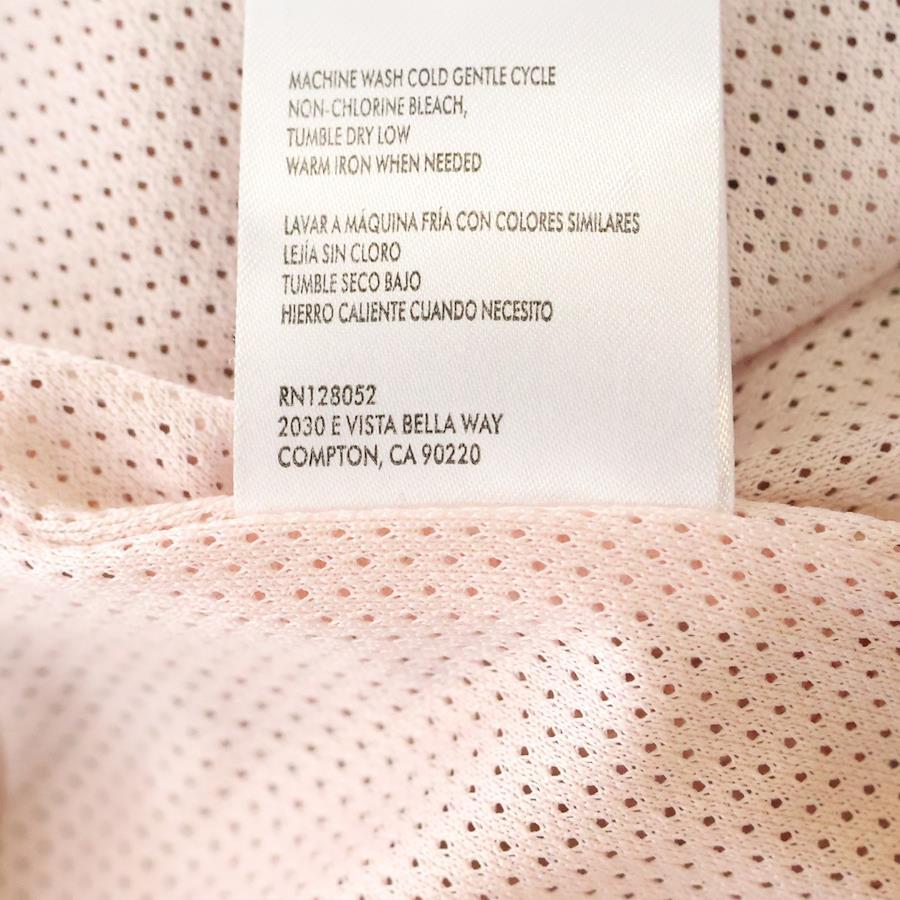 MACHINE WASH COLD GENTLE CYCLE
NON-CHLORINE BLEACH,
TUMBLE DRY LOW
WARM IRON WHEN NEEDED
LAVAR A MÁQUINA FRÍA CON COLORES SIMILARES
LEJÍA SIN CLORO
TUMBLE SECO BAJO
HIERRO CALIENTE CUANDO NECESITO
RN128052
2030 E VISTA BELLA WAY
COMPTON, CA 90220